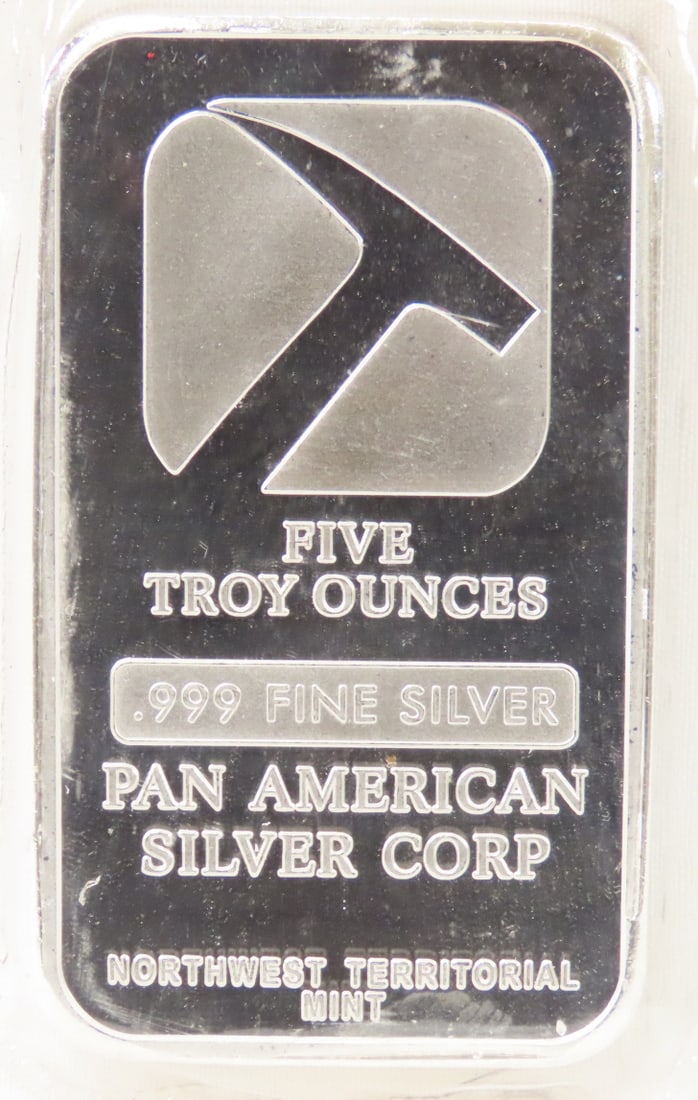 FIVE
TROY OUNCES
.999 FINE SILVER
PAN AMERICAN
SILVER CORP
NORTHWEST TERRITORIAL
MINT